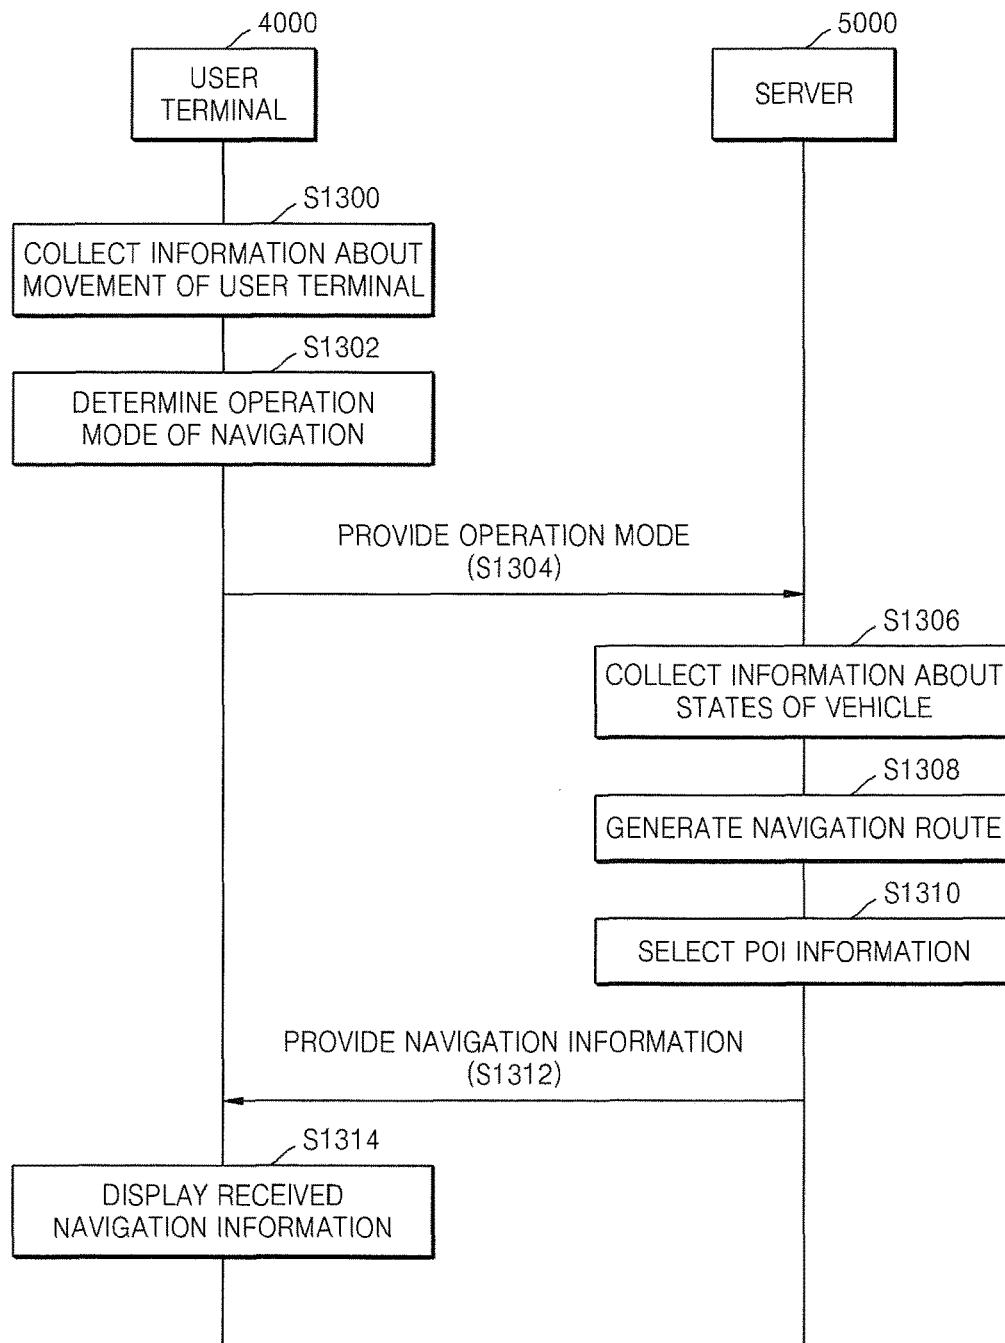 4000
5000
USER
TERMINAL
SERVER
S1300
COLLECT INFORMATION ABOUT
MOVEMENT OF USER TERMINAL
S1302
DETERMINE OPERATION
MODE OF NAVIGATION
PROVIDE OPERATION MODE
(S1304)
S1306
COLLECT INFORMATION ABOUT
STATES OF VEHICLE
S1308
GENERATE NAVIGATION ROUTE
S1310
SELECT POI INFORMATION
PROVIDE NAVIGATION INFORMATION
(S1312)
S1314
DISPLAY RECEIVED
NAVIGATION INFORMATION